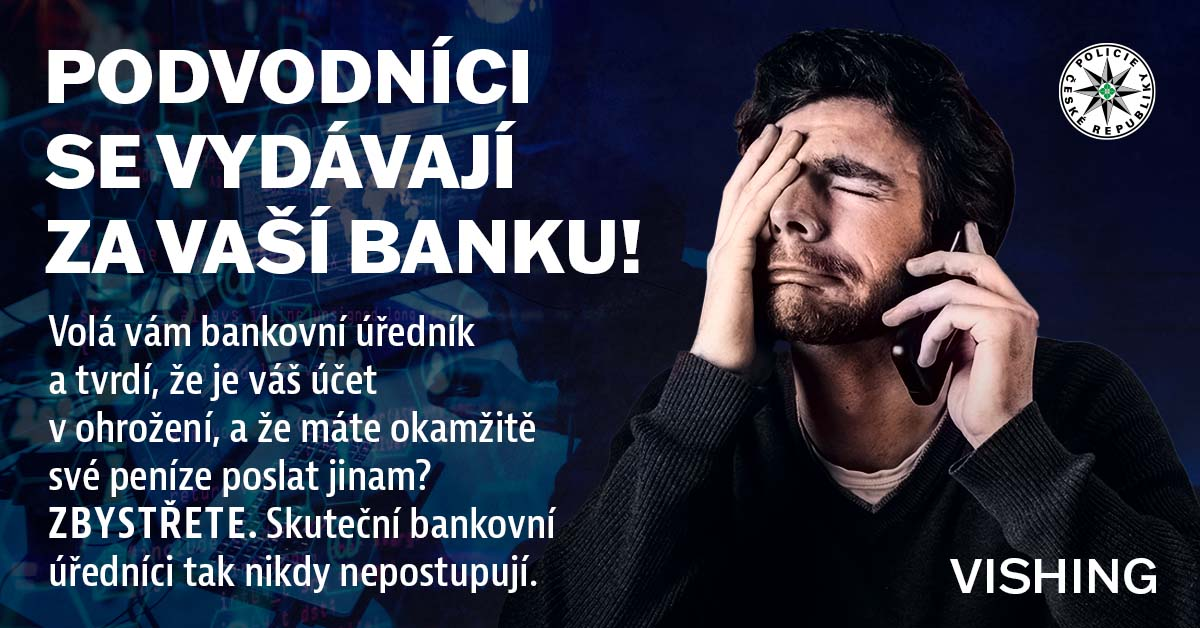 PODVODNÍCI
SE VYDÁVAJÍ
ZA VAŠÍ BANKU!
Volá vám bankovní úředník
a tvrdí, že je váš účet
v ohrožení, a že máte okamžitě
své peníze poslat jinam?
ZBYSTŘETE. Skuteční bankovní
úředníci tak nikdy nepostupují.
POLICIE
ČESKÉ REPUBLIKY
VISHING